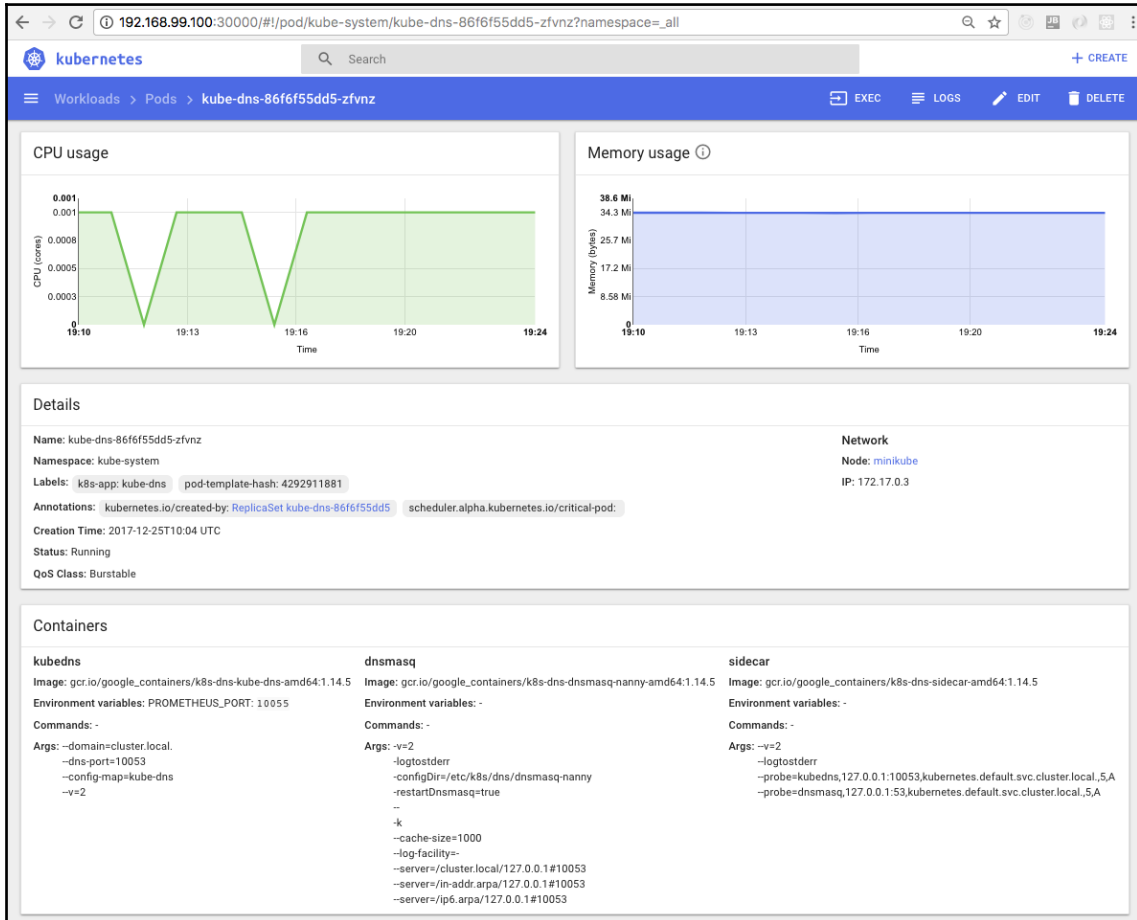 192.168.99.100:30000/#!/pod/kube-system/kube-dns-86f6f55dd5-zfvnz?namespace=_all
kubernetes
Search
+ CREATE
Workloads > Pods > kube-dns-86f6f55dd5-zfvnz
EXEC
LOGS
EDIT
DELETE
CPU usage
0.001
0.001
0.0008
0.0005
0.0003
0
CPU (cores)
19:10
19:13
19:16
19:20
19:24
Time
Memory usage
38.6 Mi
34.3 Mi
25.7 Mi
17.2 Mi
8.58 Mi
0
Memory (bytes)
19:10
19:13
19:16
19:20
19:24
Time
Details
Name: kube-dns-86f6f55dd5-zfvnz
Namespace: kube-system
Labels: k8s-app: kube-dns pod-template-hash: 4292911881
Annotations: kubernetes.io/created-by: ReplicaSet kube-dns-86f6f55dd5 scheduler.alpha.kubernetes.io/critical-pod:
Creation Time: 2017-12-25T10:04 UTC
Status: Running
QoS Class: Burstable
Network
Node: minikube
IP: 172.17.0.3
Containers
kubedns
Image: gcr.io/google_containers/k8s-dns-kube-dns-amd64:1.14.5
Environment variables: PROMETHEUS_PORT: 10055
Commands: -
Args: --domain=cluster.local.
--dns-port=10053
--config-map=kube-dns
--v=2
dnsmasq
Image: gcr.io/google_containers/k8s-dns-dnsmasq-nanny-amd64:1.14.5
Environment variables: -
Commands: -
Args: -v=2
-logtostderr
-configDir=/etc/k8s/dns/dnsmasq-nanny
-restartDnsmasq=true
--
-k
--cache-size=1000
--log-facility=-
--server=/cluster.local/127.0.0.1#10053
--server=/in-addr.arpa/127.0.0.1#10053
--server=/ip6.arpa/127.0.0.1#10053
sidecar
Image: gcr.io/google_containers/k8s-dns-sidecar-amd64:1.14.5
Environment variables: -
Commands: -
Args: --v=2
--logtostderr
--probe=kubedns,127.0.0.1:10053,kubernetes.default.svc.cluster.local.,5,A
--probe=dnsmasq,127.0.0.1:53,kubernetes.default.svc.cluster.local.,5,A